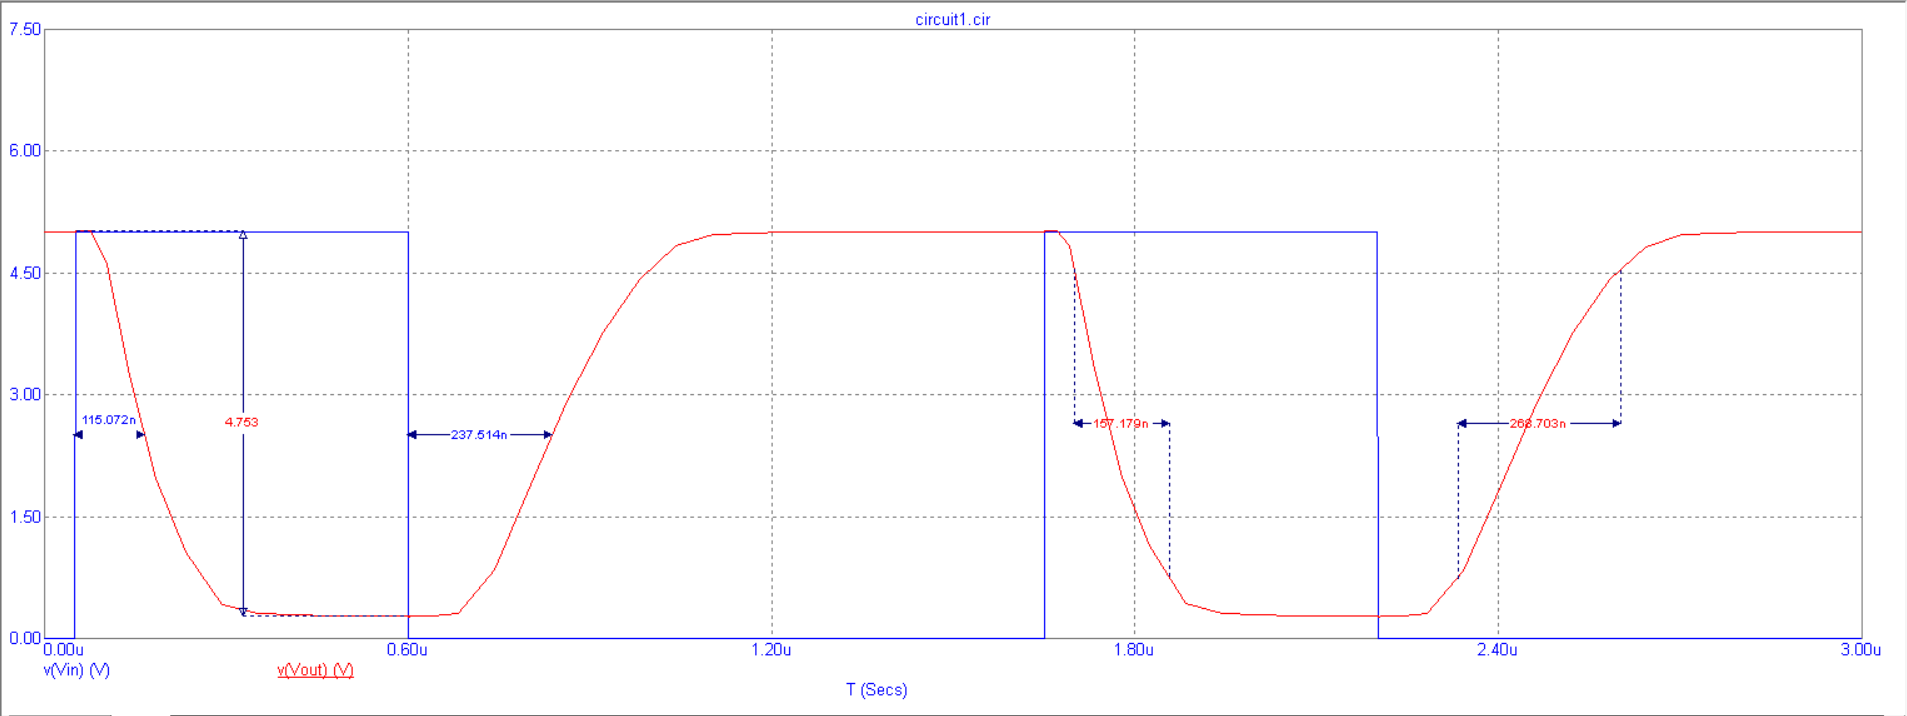 circuit1.cir
7.50
6.00
4.50
3.00
1.50
0.00
115.072n
4.753
237.514n
157.179n
268.703n
0.00u 0.60u 1.20u 1.80u 2.40u 3.00u
v(Vin) (V) v(Vout) (V)
T (Secs)